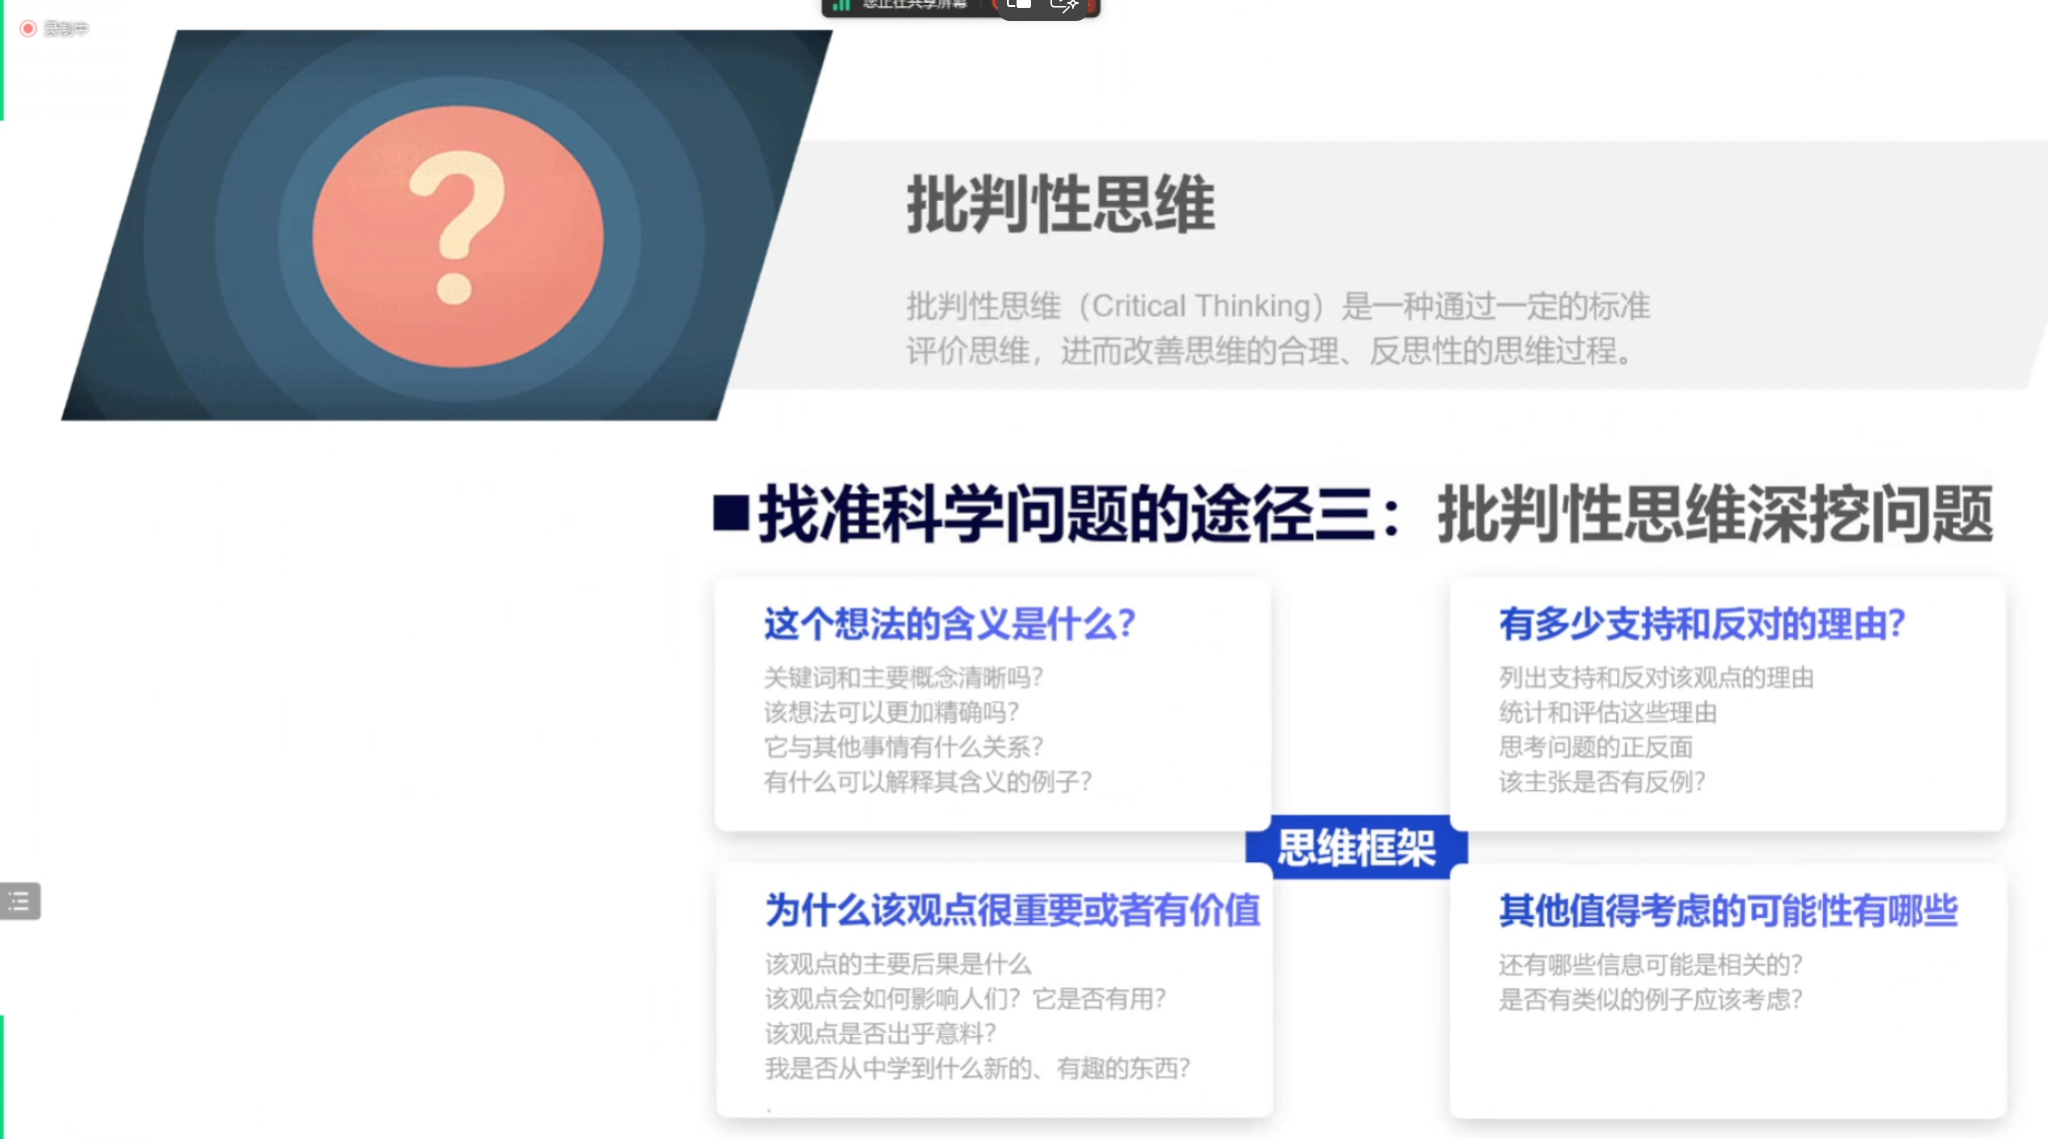 您正在共享屏幕
录制中
?
批判性思维
批判性思维（Critical Thinking）是一种通过一定的标准
评价思维，进而改善思维的合理、反思性的思维过程。
■找准科学问题的途径三：批判性思维深挖问题
这个想法的含义是什么？
关键词和主要概念清晰吗？
该想法可以更加精确吗？
它与其他事情有什么关系？
有什么可以解释其含义的例子？
有多少支持和反对的理由？
列出支持和反对该观点的理由
统计和评估这些理由
思考问题的正反面
该主张是否有反例？
思维框架
为什么该观点很重要或者有价值
该观点的主要后果是什么
该观点会如何影响人们？它是否有用？
该观点是否出乎意料？
我是否从中学到什么新的、有趣的东西？
.
其他值得考虑的可能性有哪些
还有哪些信息可能是相关的？
是否有类似的例子应该考虑？